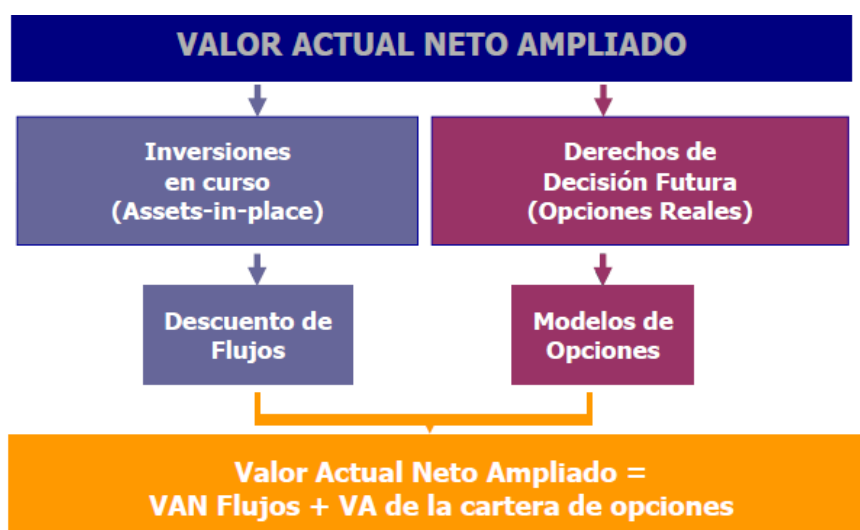 VALOR ACTUAL NETO AMPLIADO
Inversiones
en curso
(Assets-in-place)
Derechos de
Decisión Futura
(Opciones Reales)
Descuento de
Flujos
Modelos de
Opciones
Valor Actual Neto Ampliado =
VAN Flujos + VA de la cartera de opciones